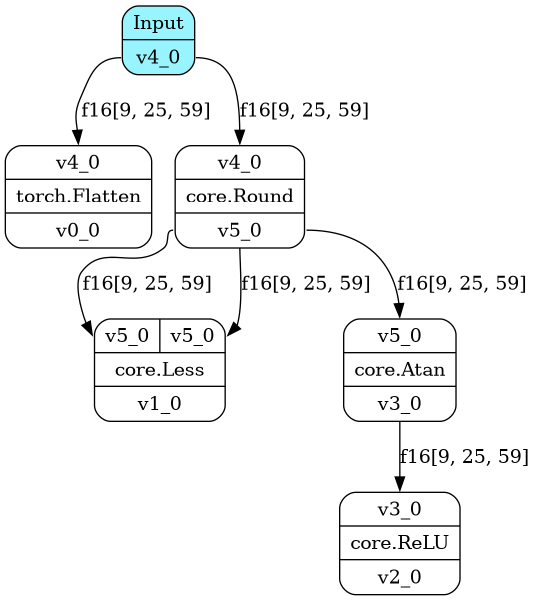 Input
v4_0
f16[9, 25, 59]
f16[9, 25, 59]
v4_0
torch.Flatten
v0_0
v4_0
core.Round
v5_0
f16[9, 25, 59]
f16[9, 25, 59]
f16[9, 25, 59]
v5_0 v5_0
core.Less
v1_0
v5_0
core.Atan
v3_0
f16[9, 25, 59]
v3_0
core.ReLU
v2_0